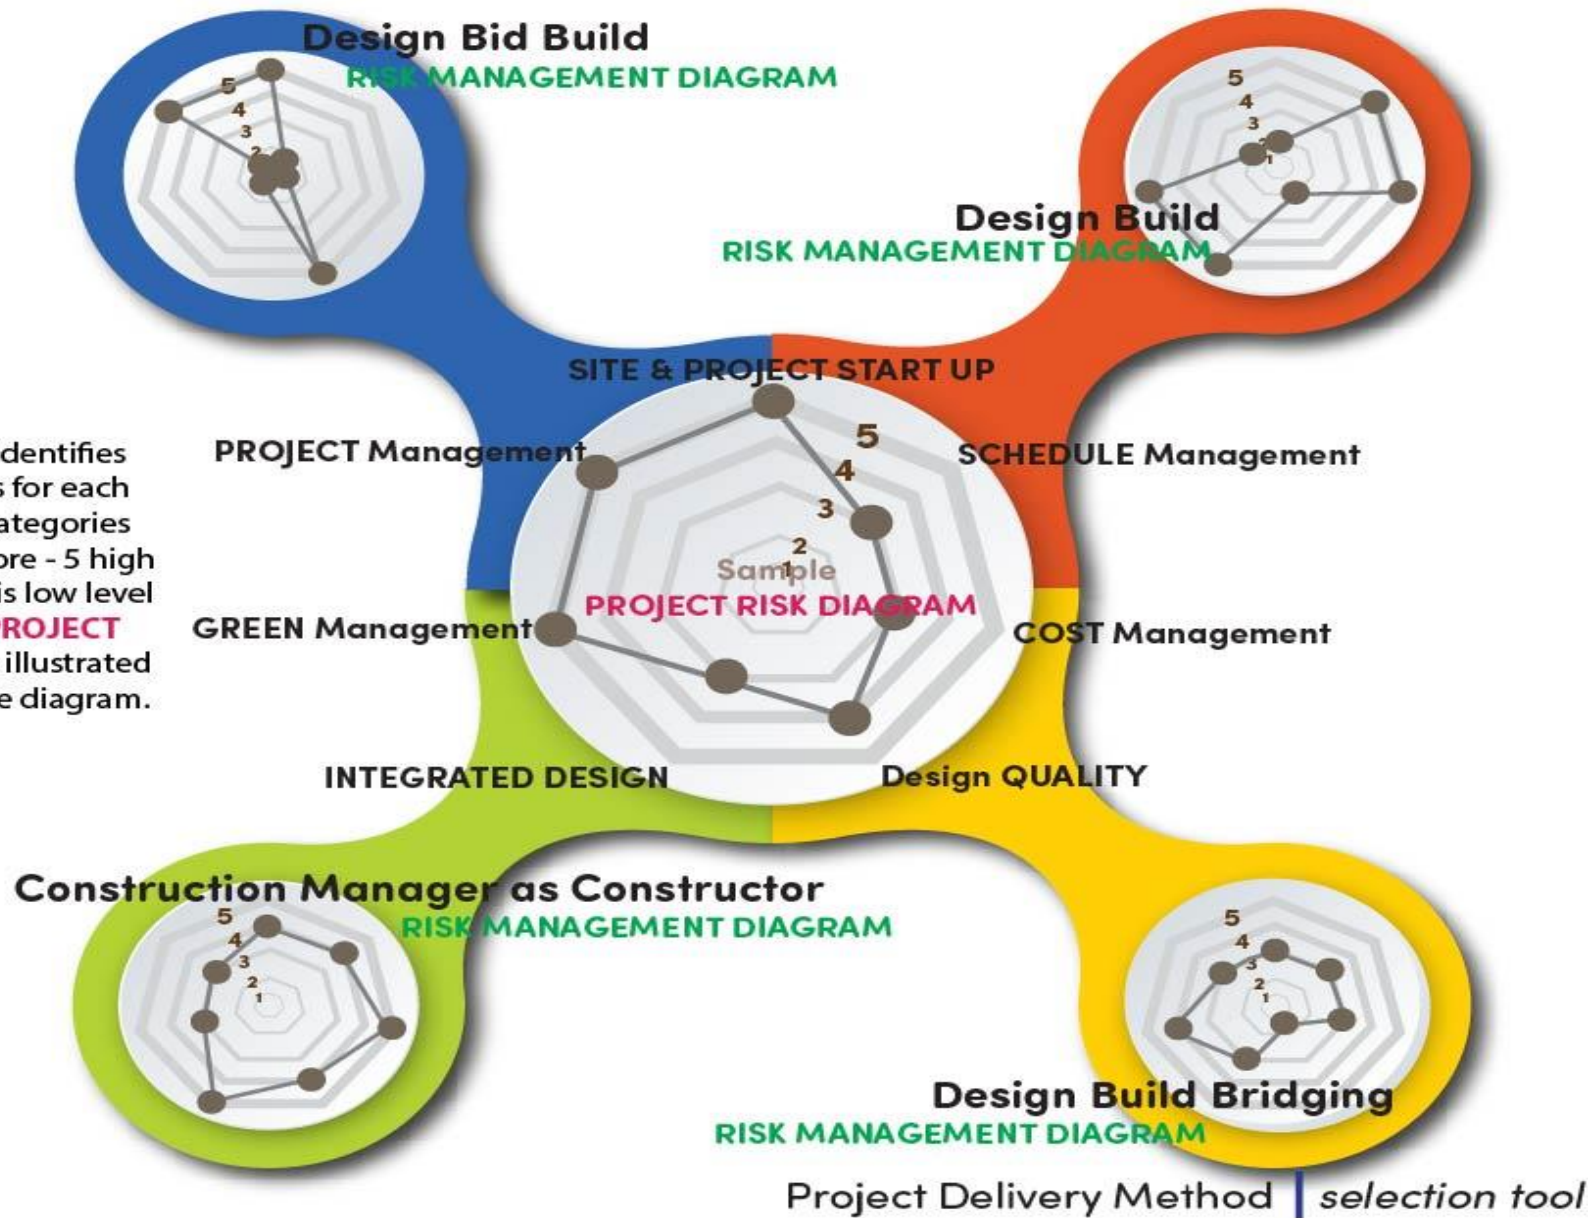 Design Bid Build
RISK MANAGEMENT DIAGRAM
5
4
3
2
5
4
3
2
1
Design Build
RISK MANAGEMENT DIAGRAM
SITE & PROJECT START UP
PROJECT Management
SCHEDULE Management
5
4
3
2
1
Sample
PROJECT RISK DIAGRAM
dentifies
s for each
ategories
ore - 5 high
is low level
ROJECT
illustrated
e diagram.
GREEN Management
COST Management
INTEGRATED DESIGN
Design QUALITY
Construction Manager as Constructor
RISK MANAGEMENT DIAGRAM
5
4
3
2
1
5
4
3
2
1
Design Build Bridging
RISK MANAGEMENT DIAGRAM
Project Delivery Method | selection tool